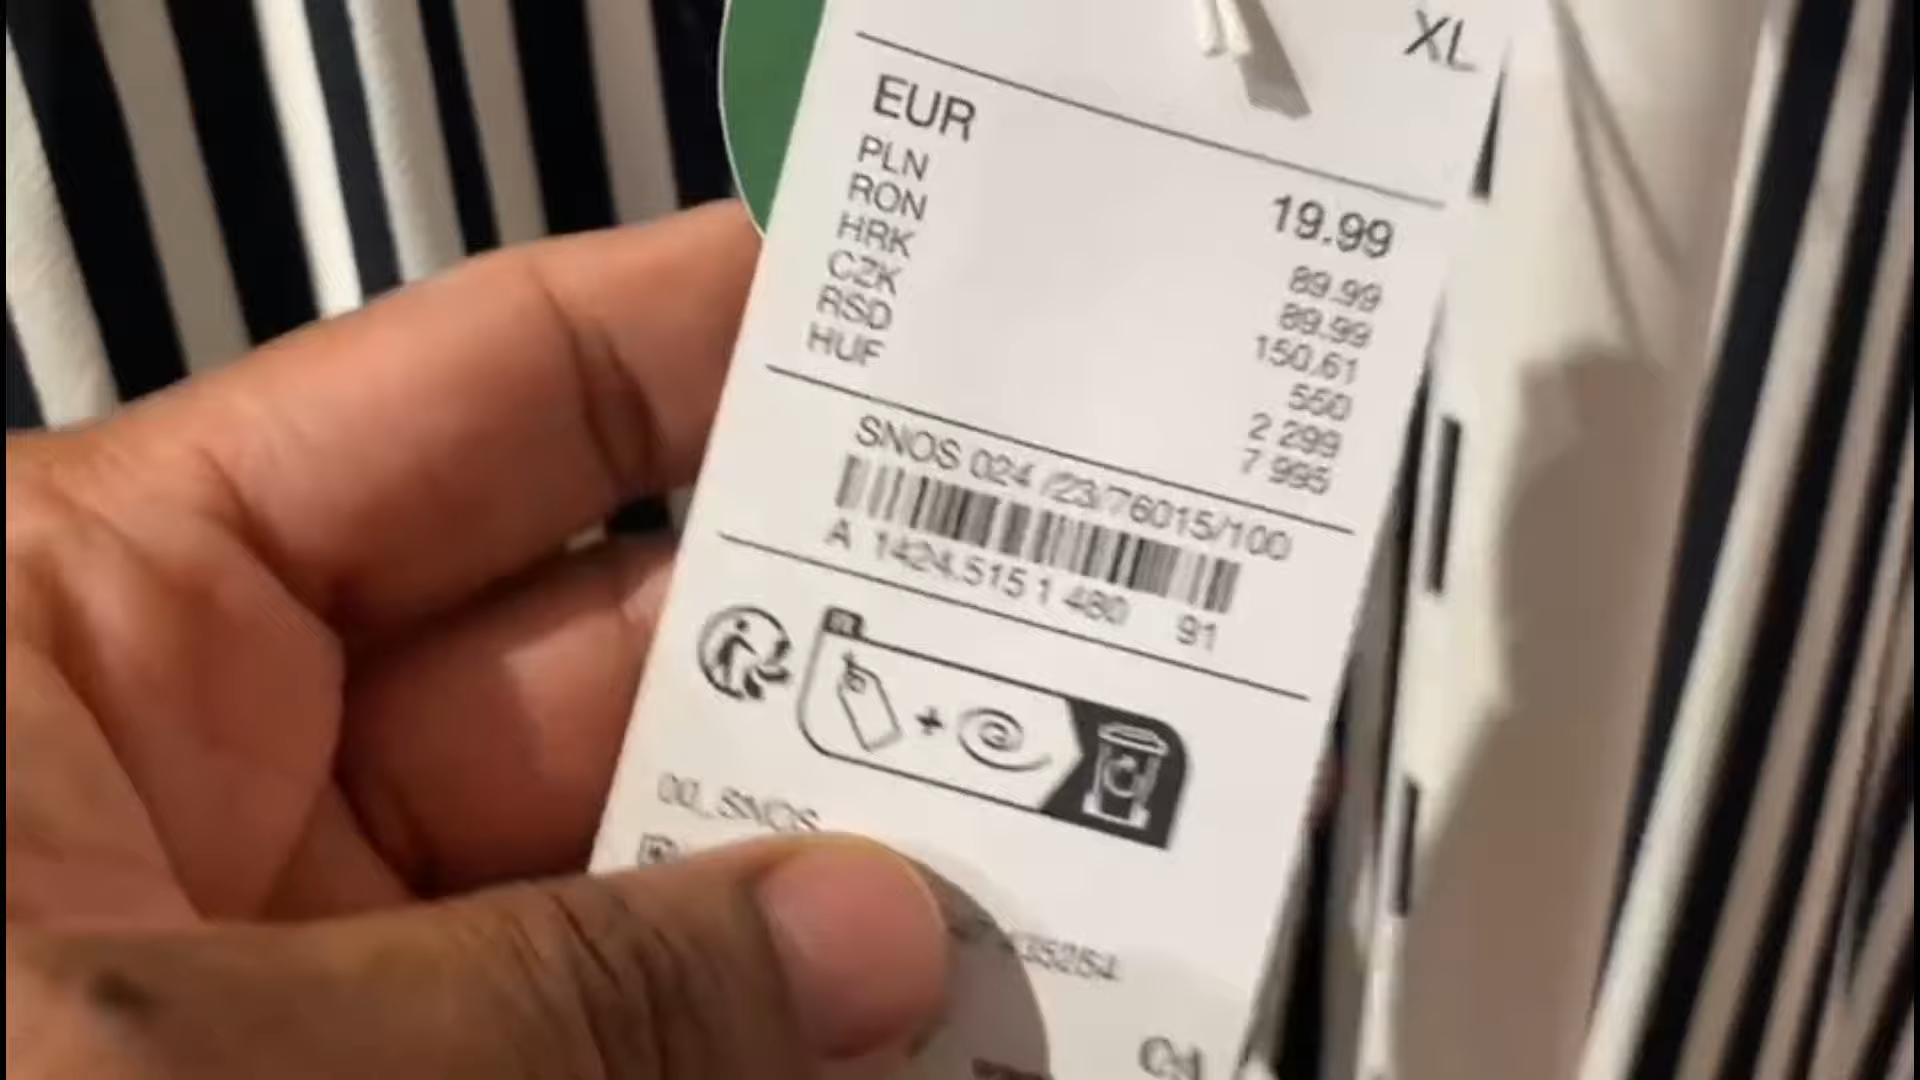 XL
EUR 19.99
PLN 89.99
RON 89.99
HRK 150,61
CZK 550
RSD 2 299
HUF 7 995
SNOS 024 /23/76015/100
A 1424.515 1 480 91
+